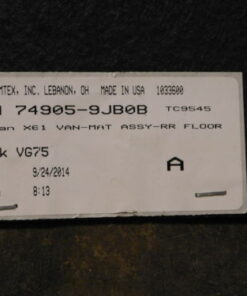 MTEX, INC. LEBANON, OH MADE IN USA 1033600
74905-9JB0B TC9545
an X61 VAN-MAT ASSY-RR FLOOR
k VG75
9/24/2014 A
8:13